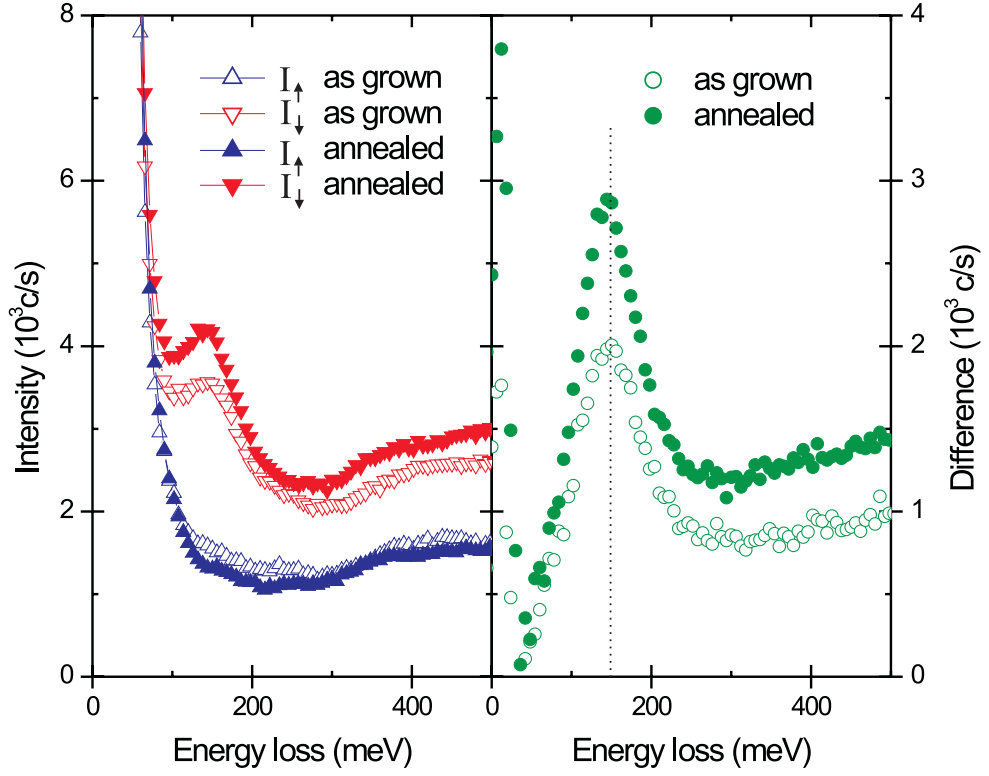 8
6
4
2
0
Intensity (10³c/s)
I↑ as grown
I↓ as grown
I↑ annealed
I↓ annealed
0
200
400
Energy loss (meV)
as grown
annealed
4
3
2
1
0
Difference (10³ c/s)
0
200
400
Energy loss (meV)